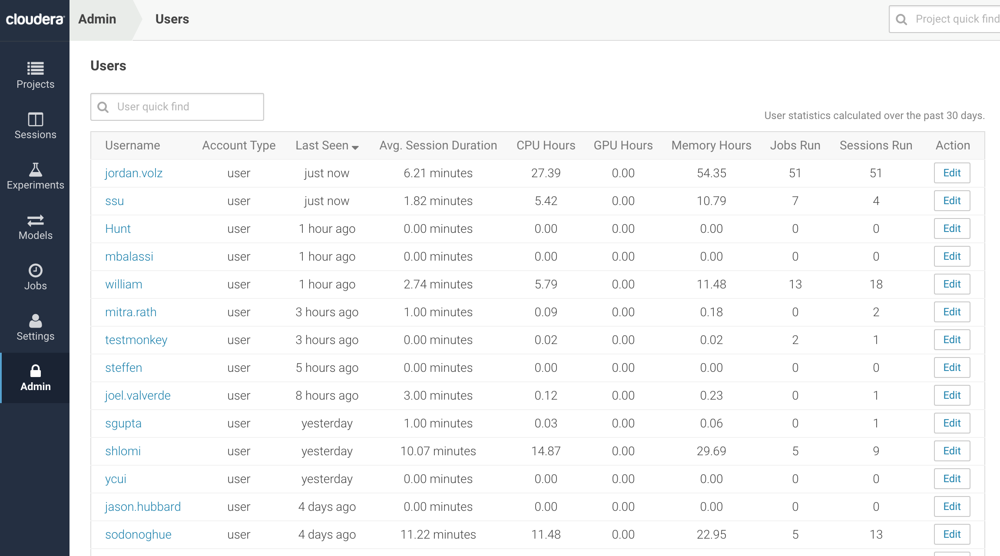 cloudera
Admin
Users
Project quick find
Projects
Sessions
Experiments
Models
Jobs
Settings
Admin
Users
User quick find
User statistics calculated over the past 30 days.
Username Account Type Last Seen Avg. Session Duration CPU Hours GPU Hours Memory Hours Jobs Run Sessions Run Action
jordan.volz user just now 6.21 minutes 27.39 0.00 54.35 51 51 Edit
ssu user just now 1.82 minutes 5.42 0.00 10.79 7 4 Edit
Hunt user 1 hour ago 0.00 minutes 0.00 0.00 0.00 0 0 Edit
mbalassi user 1 hour ago 0.00 minutes 0.00 0.00 0.00 0 0 Edit
william user 1 hour ago 2.74 minutes 5.79 0.00 11.48 13 18 Edit
mitra.rath user 3 hours ago 1.00 minutes 0.09 0.00 0.18 0 2 Edit
testmonkey user 3 hours ago 0.00 minutes 0.02 0.00 0.02 2 1 Edit
steffen user 5 hours ago 0.00 minutes 0.00 0.00 0.00 0 0 Edit
joel.valverde user 8 hours ago 3.00 minutes 0.12 0.00 0.23 0 1 Edit
sgupta user yesterday 1.00 minutes 0.03 0.00 0.06 0 1 Edit
shlomi user yesterday 10.07 minutes 14.87 0.00 29.69 5 9 Edit
ycui user yesterday 0.00 minutes 0.00 0.00 0.00 0 0 Edit
jason.hubbard user 4 days ago 0.00 minutes 0.00 0.00 0.00 0 0 Edit
sodonoghue user 4 days ago 11.22 minutes 11.48 0.00 22.95 5 13 Edit